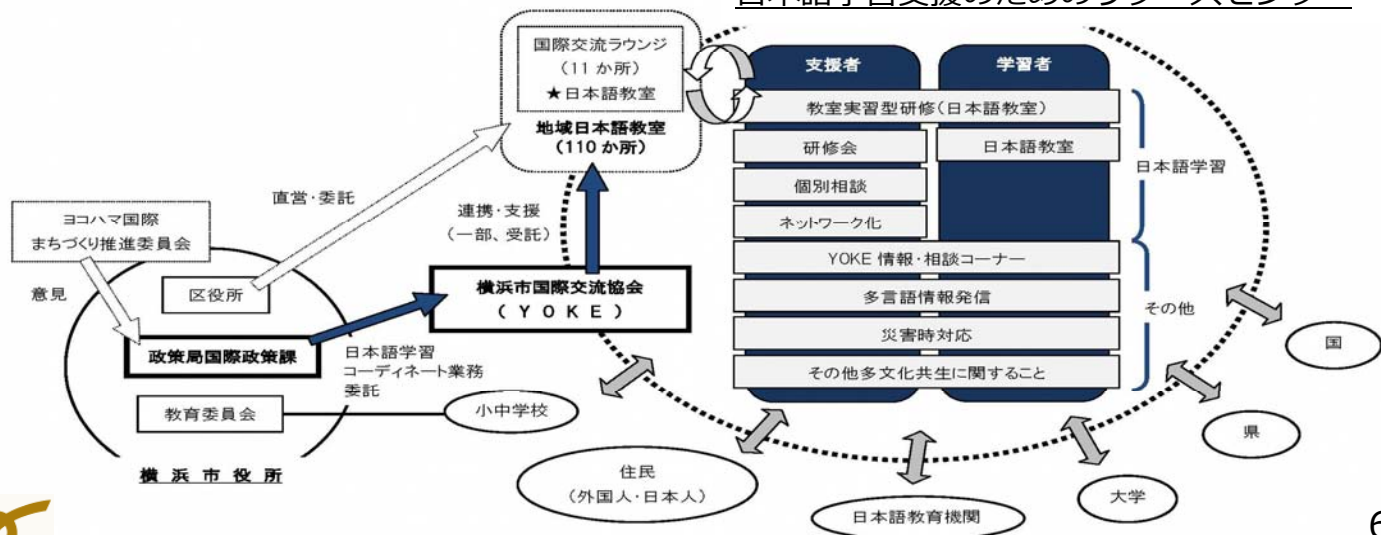 国際交流ラウンジ
(11 か所)
★日本語教室
地域日本語教室
(110 か所)
支援者
学習者
教室実習型研修(日本語教室)
研修会
日本語教室
個別相談
ネットワーク化
日本語学習
YOKE 情報・相談コーナー
多言語情報発信
災害時対応
その他多文化共生に関すること
その他
直営・委託
連携・支援
(一部、受託)
ヨコハマ国際
まちづくり推進委員会
意見
区役所
横浜市国際交流協会
(YOKE)
政策局国際政策課
日本語学習
コーディネート業務
委託
教育委員会
小中学校
横浜市役所
住民
(外国人・日本人)
日本語教育機関
大学
県
国